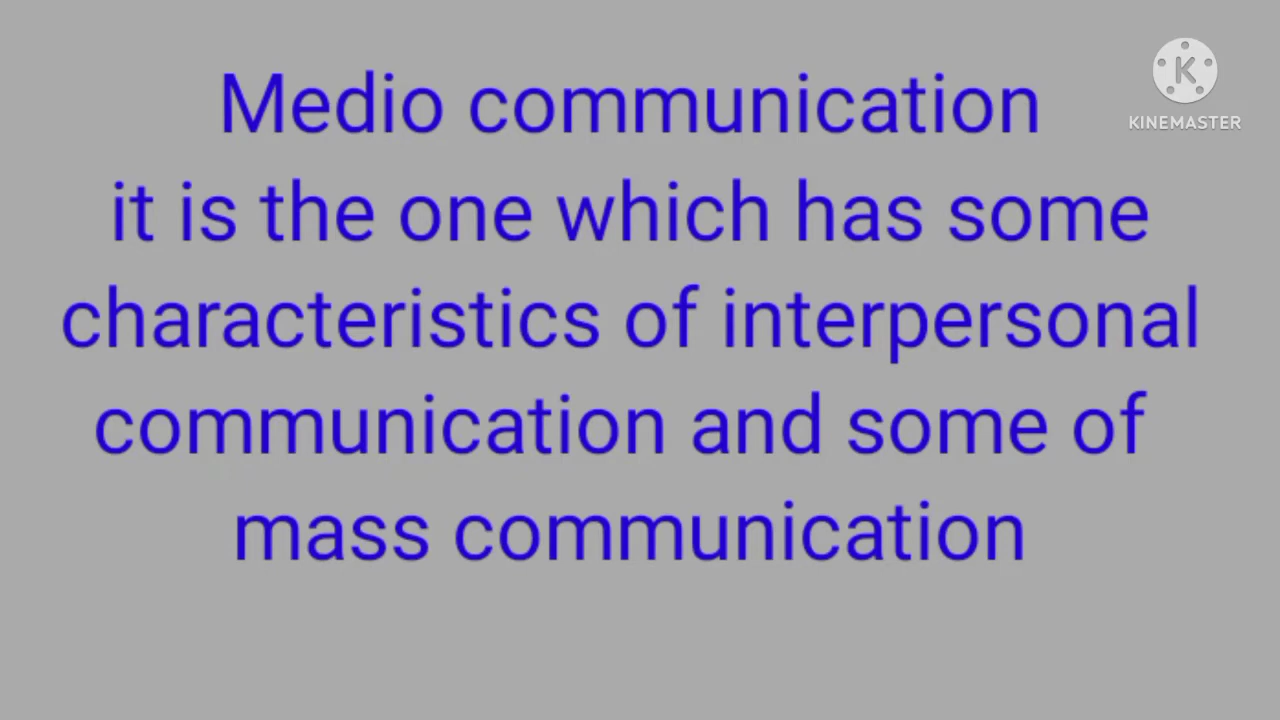 Medio communication
it is the one which has some
characteristics of interpersonal
communication and some of
mass communication
K
KINEMASTER